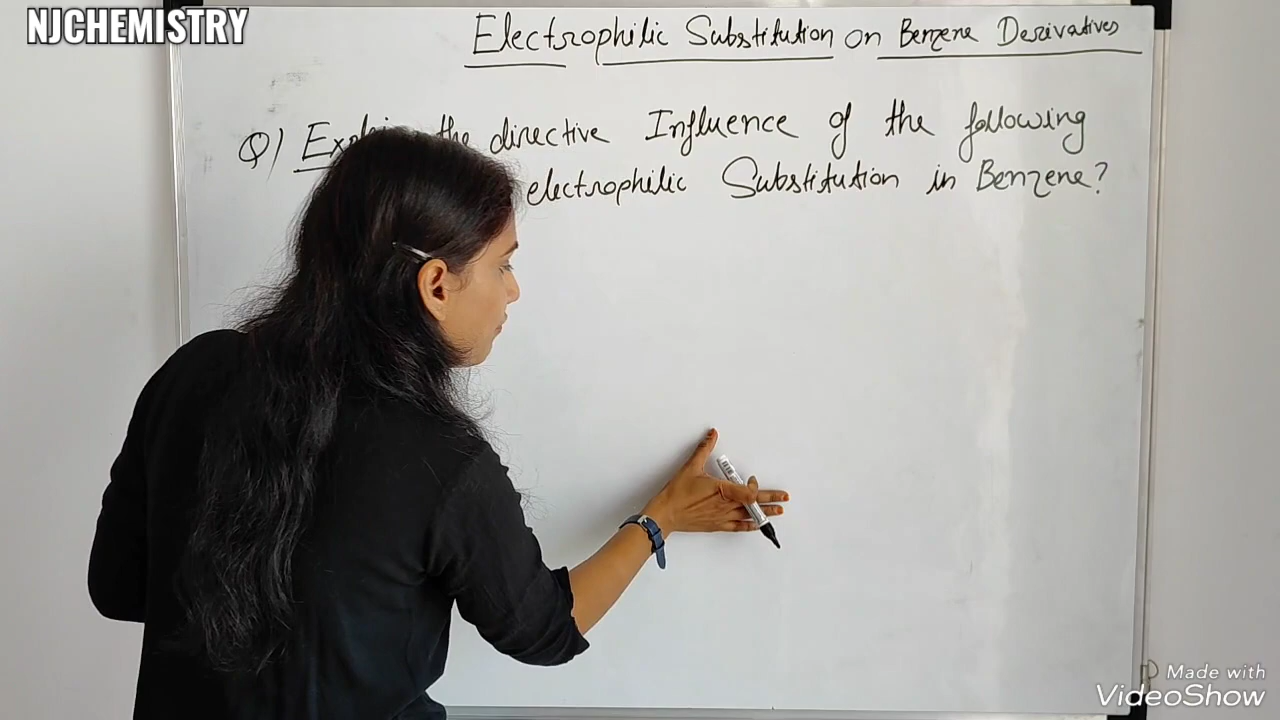 NJCHEMISTRY
Electrophilic Substitution on Benzene Derivatives
Q) the directive Influence of the following
electrophilic Substitution in Benzene?
Made with
VideoShow